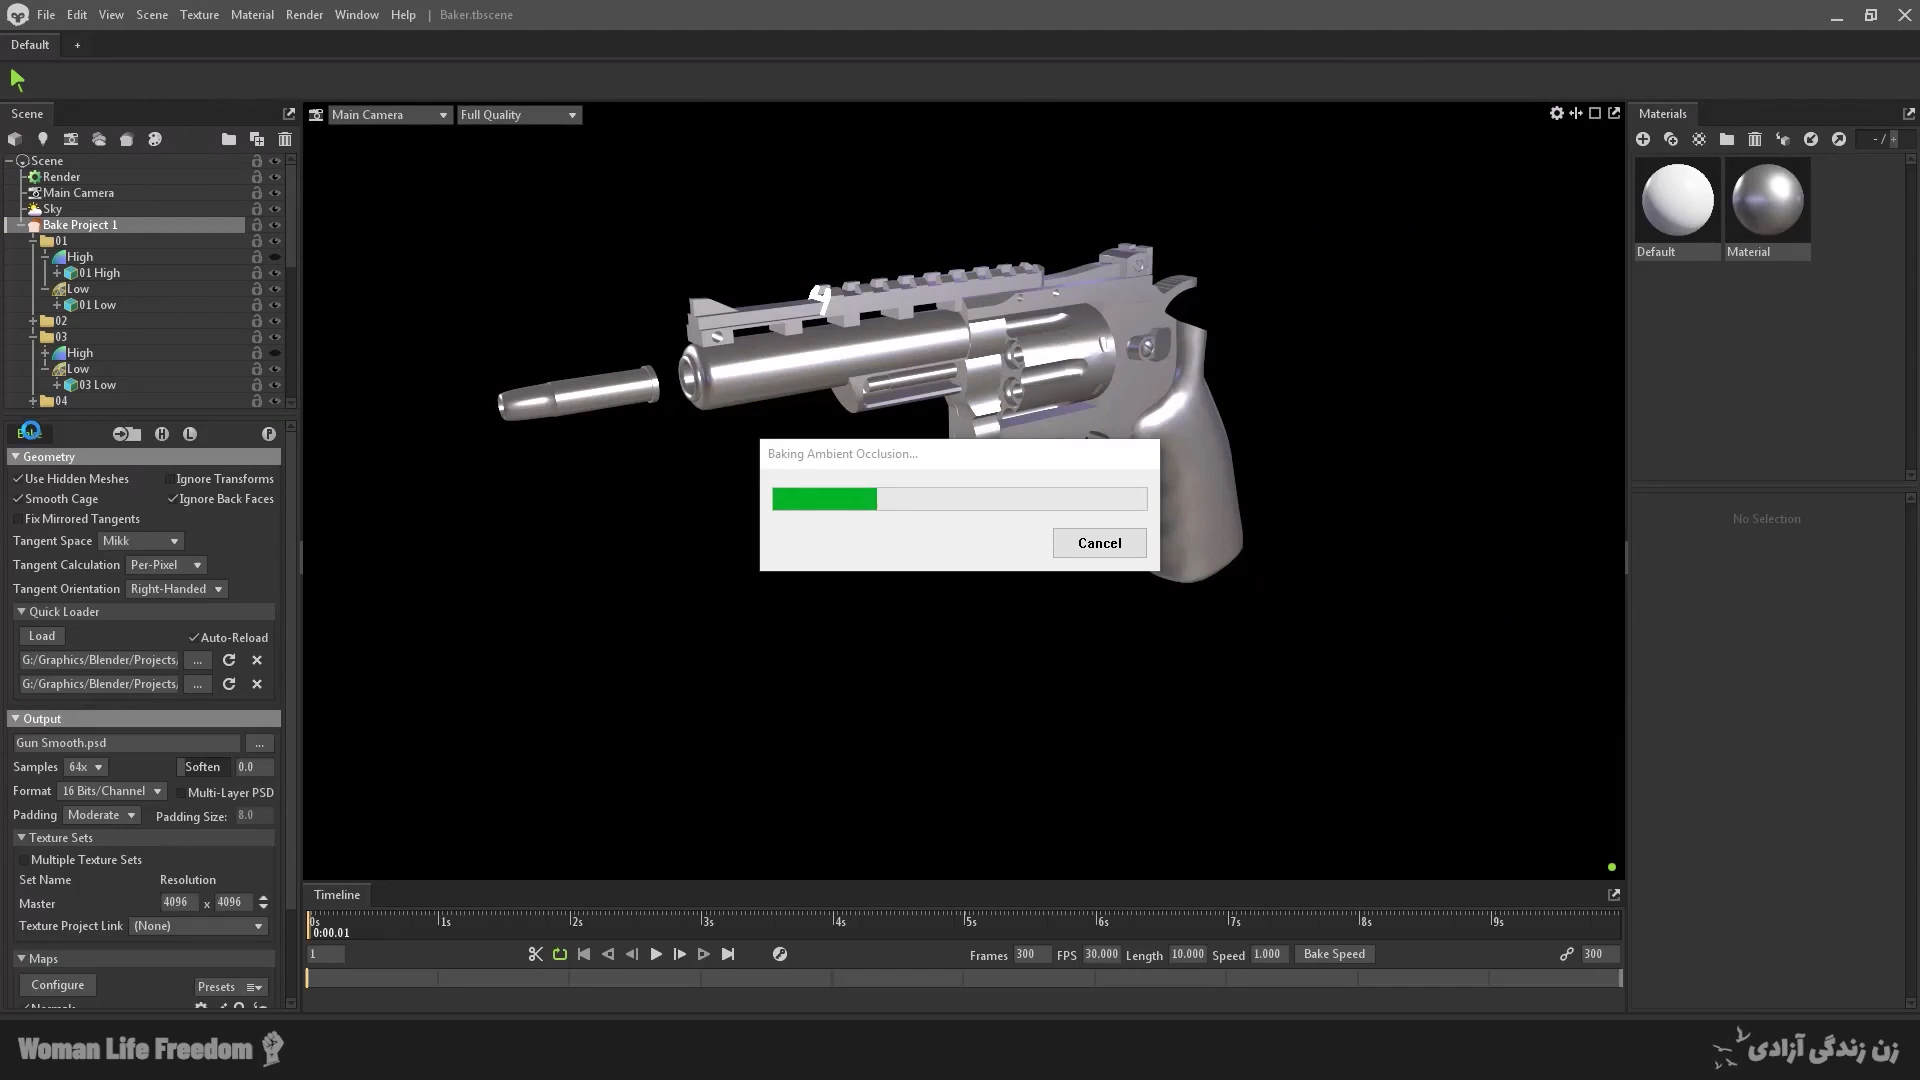 File Edit View Scene Texture Material Render Window Help | Baker.tbscene
Default +
Scene
Scene
Render
Main Camera
Sky
Bake Project 1
01
High
01 High
Low
01 Low
02
03
High
Low
03 Low
04
H L P
Geometry
Use Hidden Meshes Ignore Transforms
Smooth Cage Ignore Back Faces
Fix Mirrored Tangents
Tangent Space Mikk
Tangent Calculation Per-Pixel
Tangent Orientation Right-Handed
Quick Loader
Load Auto-Reload
G:/Graphics/Blender/Projects/ ...
G:/Graphics/Blender/Projects/ ...
Output
Gun Smooth.psd ...
Samples 64x Soften 0.0
Format 16 Bits/Channel Multi-Layer PSD
Padding Moderate Padding Size: 8.0
Texture Sets
Multiple Texture Sets
Set Name Resolution
Master 4096 x 4096
Texture Project Link (None)
Maps
Configure Presets
Main Camera Full Quality
Baking Ambient Occlusion...
Cancel
Timeline
0s 1s 2s 3s 4s 5s 6s 7s 8s 9s
0:00.01
1 Frames 300 FPS 30.000 Length 10.000 Speed 1.000 Bake Speed 300
Materials
- / +
Default Material
No Selection
Woman Life Freedom
زن زندگی آزادی